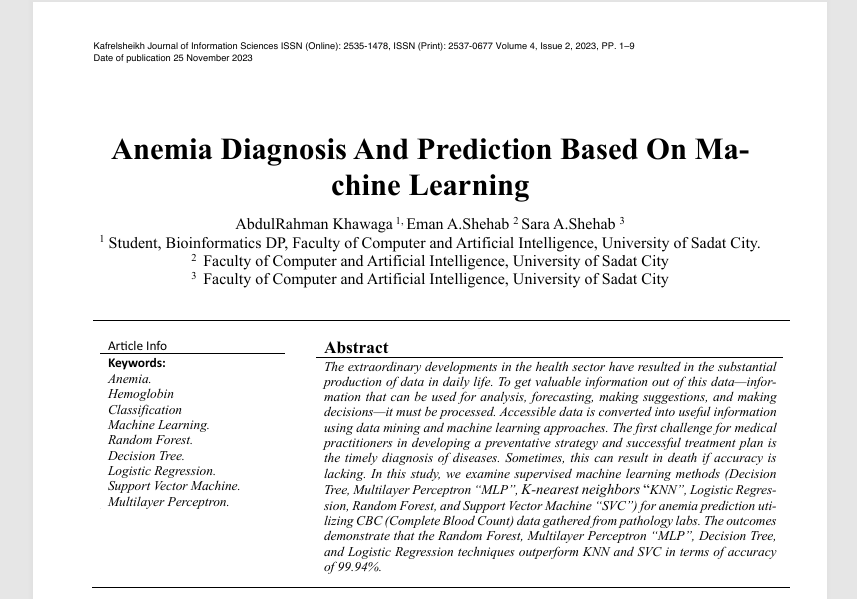 Kafrelsheikh Journal of Information Sciences ISSN (Online): 2535-1478, ISSN (Print): 2537-0677 Volume 4, Issue 2, 2023, PP. 1–9
Date of publication 25 November 2023
Anemia Diagnosis And Prediction Based On Ma-
chine Learning
AbdulRahman Khawaga 1, Eman A.Shehab 2 Sara A.Shehab 3
1 Student, Bioinformatics DP, Faculty of Computer and Artificial Intelligence, University of Sadat City.
2 Faculty of Computer and Artificial Intelligence, University of Sadat City
3 Faculty of Computer and Artificial Intelligence, University of Sadat City
Article Info
Keywords:
Anemia.
Hemoglobin
Classification
Machine Learning.
Random Forest.
Decision Tree.
Logistic Regression.
Support Vector Machine.
Multilayer Perceptron.
Abstract
The extraordinary developments in the health sector have resulted in the substantial
production of data in daily life. To get valuable information out of this data—infor-
mation that can be used for analysis, forecasting, making suggestions, and making
decisions—it must be processed. Accessible data is converted into useful information
using data mining and machine learning approaches. The first challenge for medical
practitioners in developing a preventative strategy and successful treatment plan is
the timely diagnosis of diseases. Sometimes, this can result in death if accuracy is
lacking. In this study, we examine supervised machine learning methods (Decision
Tree, Multilayer Perceptron “MLP”, K-nearest neighbors “KNN”, Logistic Regres-
sion, Random Forest, and Support Vector Machine “SVC”) for anemia prediction uti-
lizing CBC (Complete Blood Count) data gathered from pathology labs. The outcomes
demonstrate that the Random Forest, Multilayer Perceptron “MLP”, Decision Tree,
and Logistic Regression techniques outperform KNN and SVC in terms of accuracy
of 99.94%.